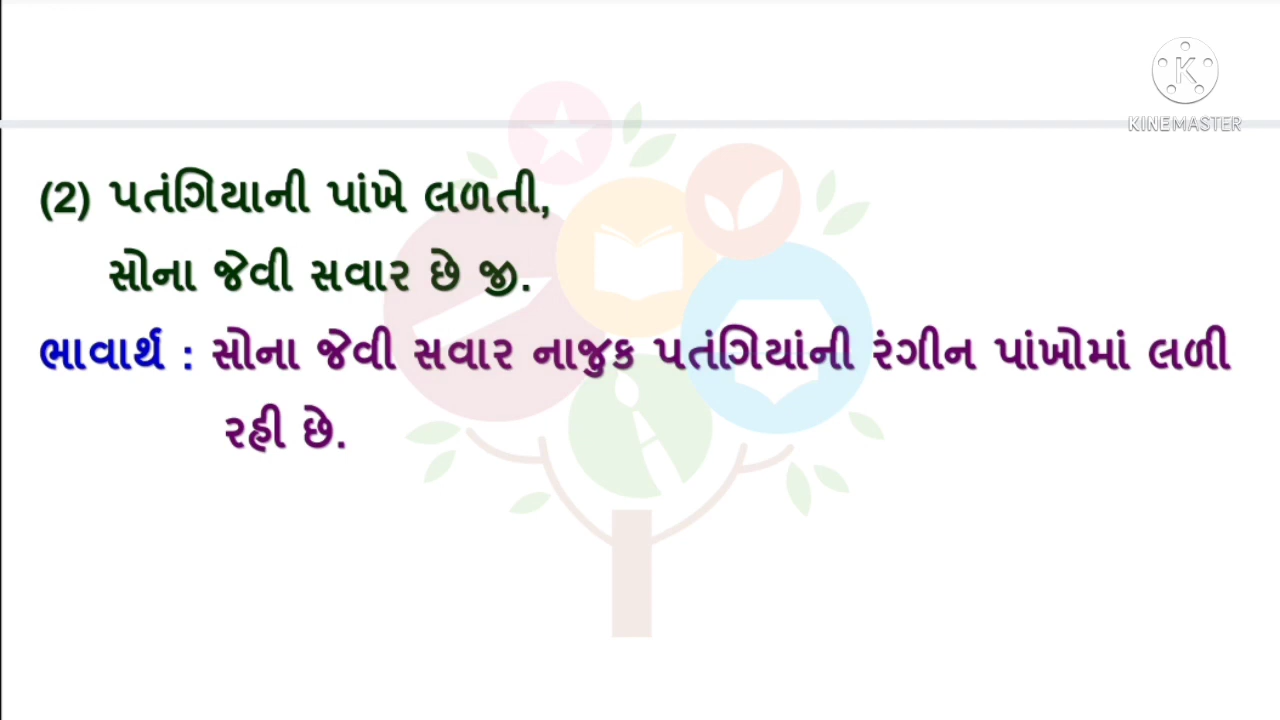 KINEMASTER
(2) પતંગિયાની પાંખે લળતી,
સોના જેવી સવાર છે જી.
ભાવાર્થ : સોના જેવી સવાર નાજુક પતંગિયાંની રંગીન પાંખોમાં લળી
રહી છે.